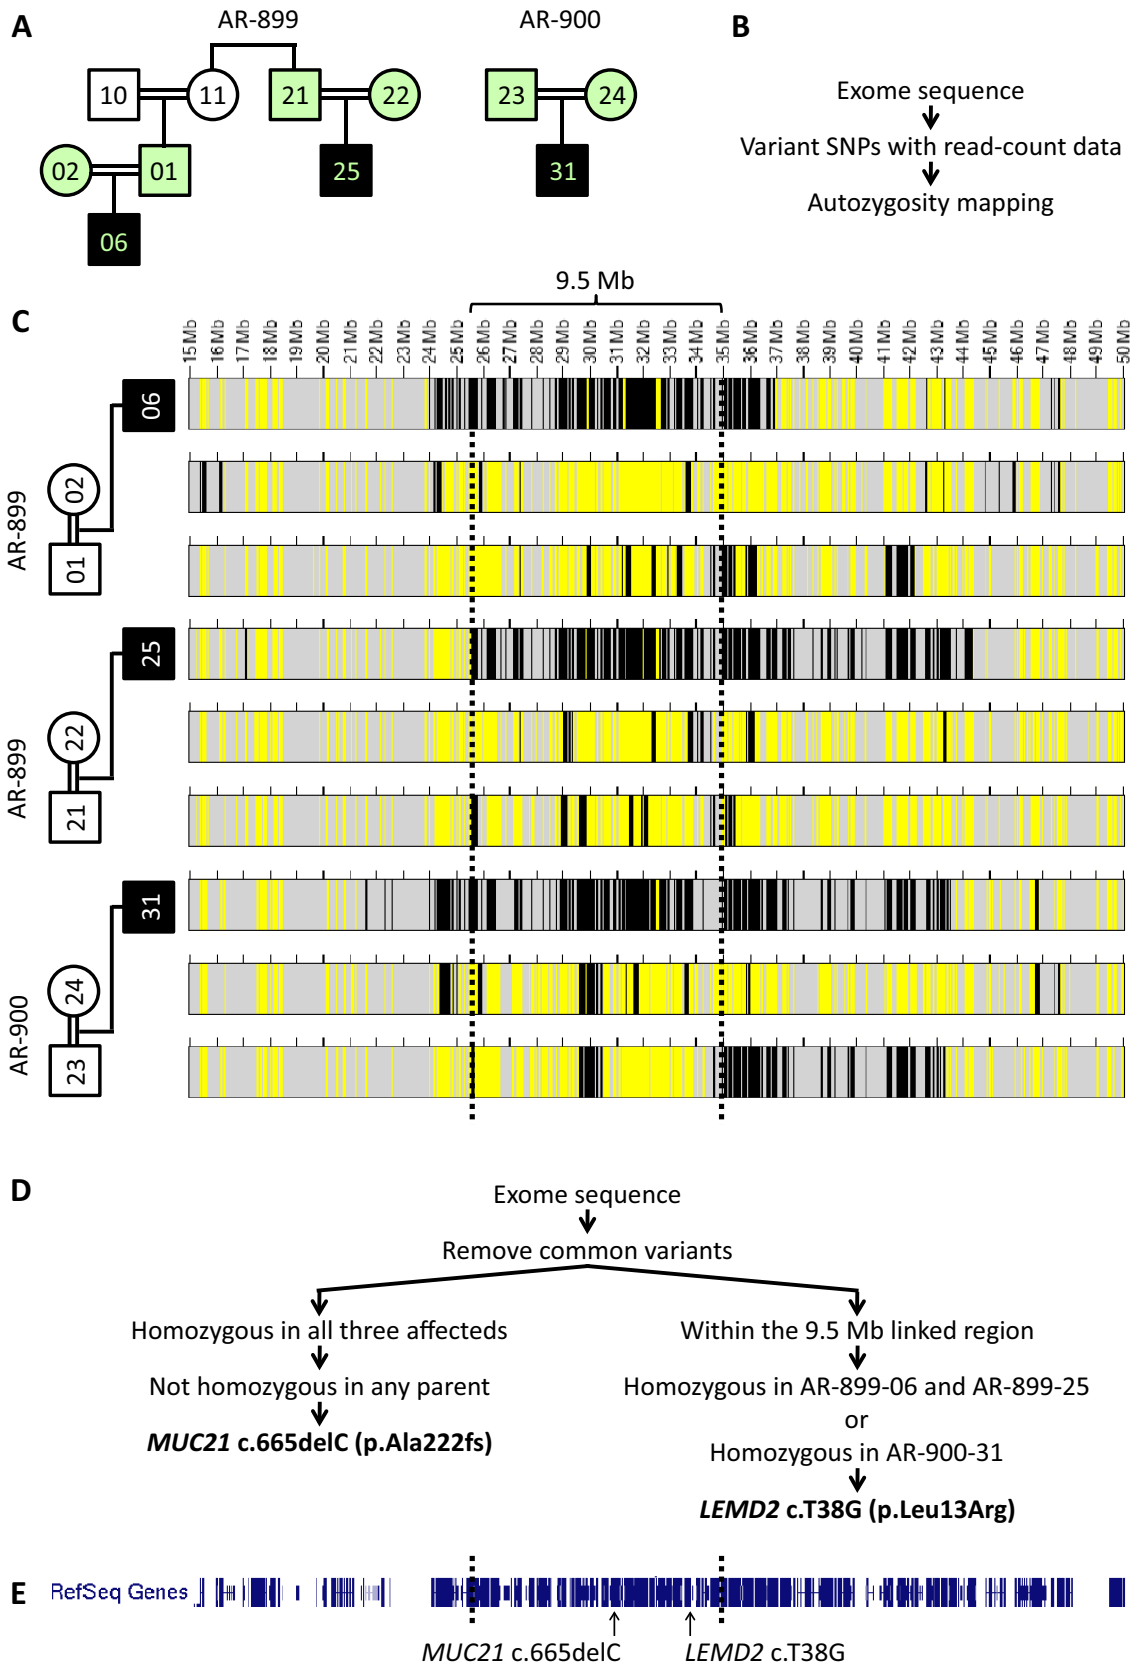 A
AR-899
AR-900
B
10
11
21
22
23
24
02
01
25
31
06
Exome sequence
Variant SNPs with read-count data
Autozygosity mapping
9.5 Mb
C
15 Mb
16 Mb
17 Mb
18 Mb
19 Mb
20 Mb
21 Mb
22 Mb
23 Mb
24 Mb
25 Mb
26 Mb
27 Mb
28 Mb
29 Mb
30 Mb
31 Mb
32 Mb
33 Mb
34 Mb
35 Mb
36 Mb
37 Mb
38 Mb
39 Mb
40 Mb
41 Mb
42 Mb
43 Mb
44 Mb
45 Mb
46 Mb
47 Mb
48 Mb
49 Mb
50 Mb
06
AR-899
02
01
25
AR-899
22
21
31
AR-900
24
23
D
Exome sequence
Remove common variants
Homozygous in all three affecteds
Not homozygous in any parent
MUC21 c.665delC (p.Ala222fs)
Within the 9.5 Mb linked region
Homozygous in AR-899-06 and AR-899-25
or
Homozygous in AR-900-31
LEMD2 c.T38G (p.Leu13Arg)
E
RefSeq Genes
MUC21 c.665delC
LEMD2 c.T38G